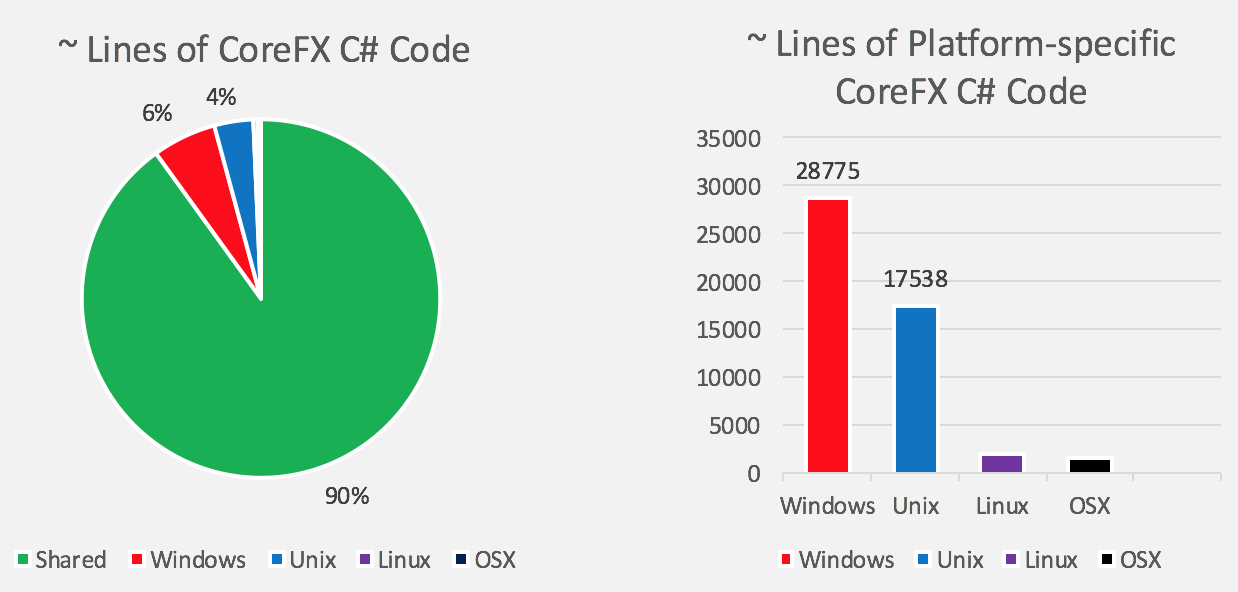 ~ Lines of CoreFX C# Code
6%
4%
90%
Shared Windows Unix Linux OSX
~ Lines of Platform-specific
CoreFX C# Code
35000
30000
25000
20000
15000
10000
5000
0
28775
17538
Windows Unix Linux OSX
Windows Unix Linux OSX